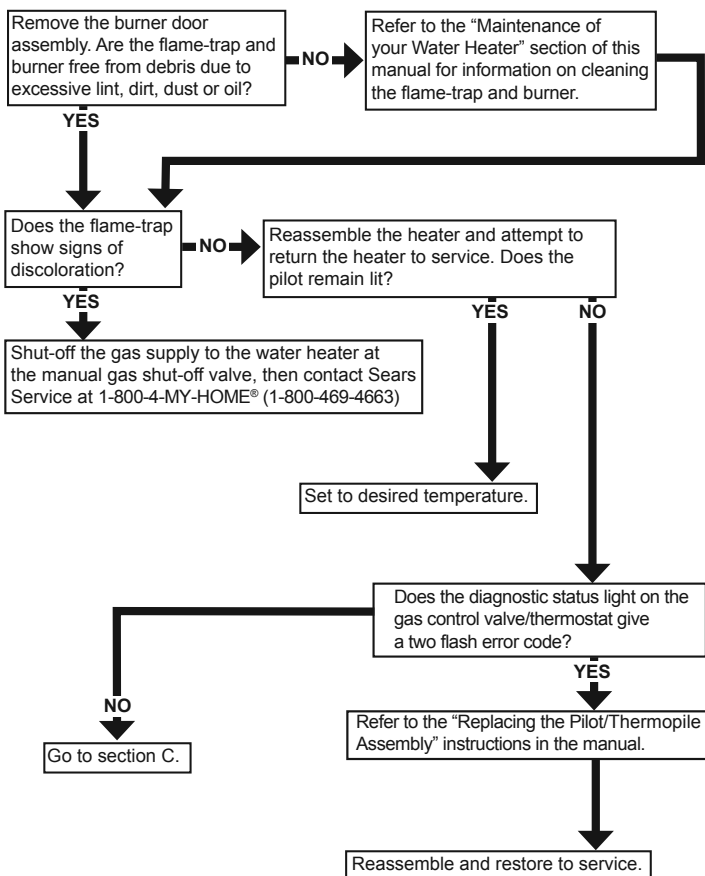 Remove the burner door
assembly. Are the flame-trap and
burner free from debris due to
excessive lint, dirt, dust or oil?
NO
Refer to the “Maintenance of
your Water Heater” section of this
manual for information on cleaning
the flame-trap and burner.
YES
Does the flame-trap
show signs of
discoloration?
NO
Reassemble the heater and attempt to
return the heater to service. Does the
pilot remain lit?
YES
Shut-off the gas supply to the water heater at
the manual gas shut-off valve, then contact Sears
Service at 1-800-4-MY-HOME® (1-800-469-4663)
YES
NO
Set to desired temperature.
Does the diagnostic status light on the
gas control valve/thermostat give
a two flash error code?
NO
YES
Go to section C.
Refer to the “Replacing the Pilot/Thermopile
Assembly” instructions in the manual.
Reassemble and restore to service.